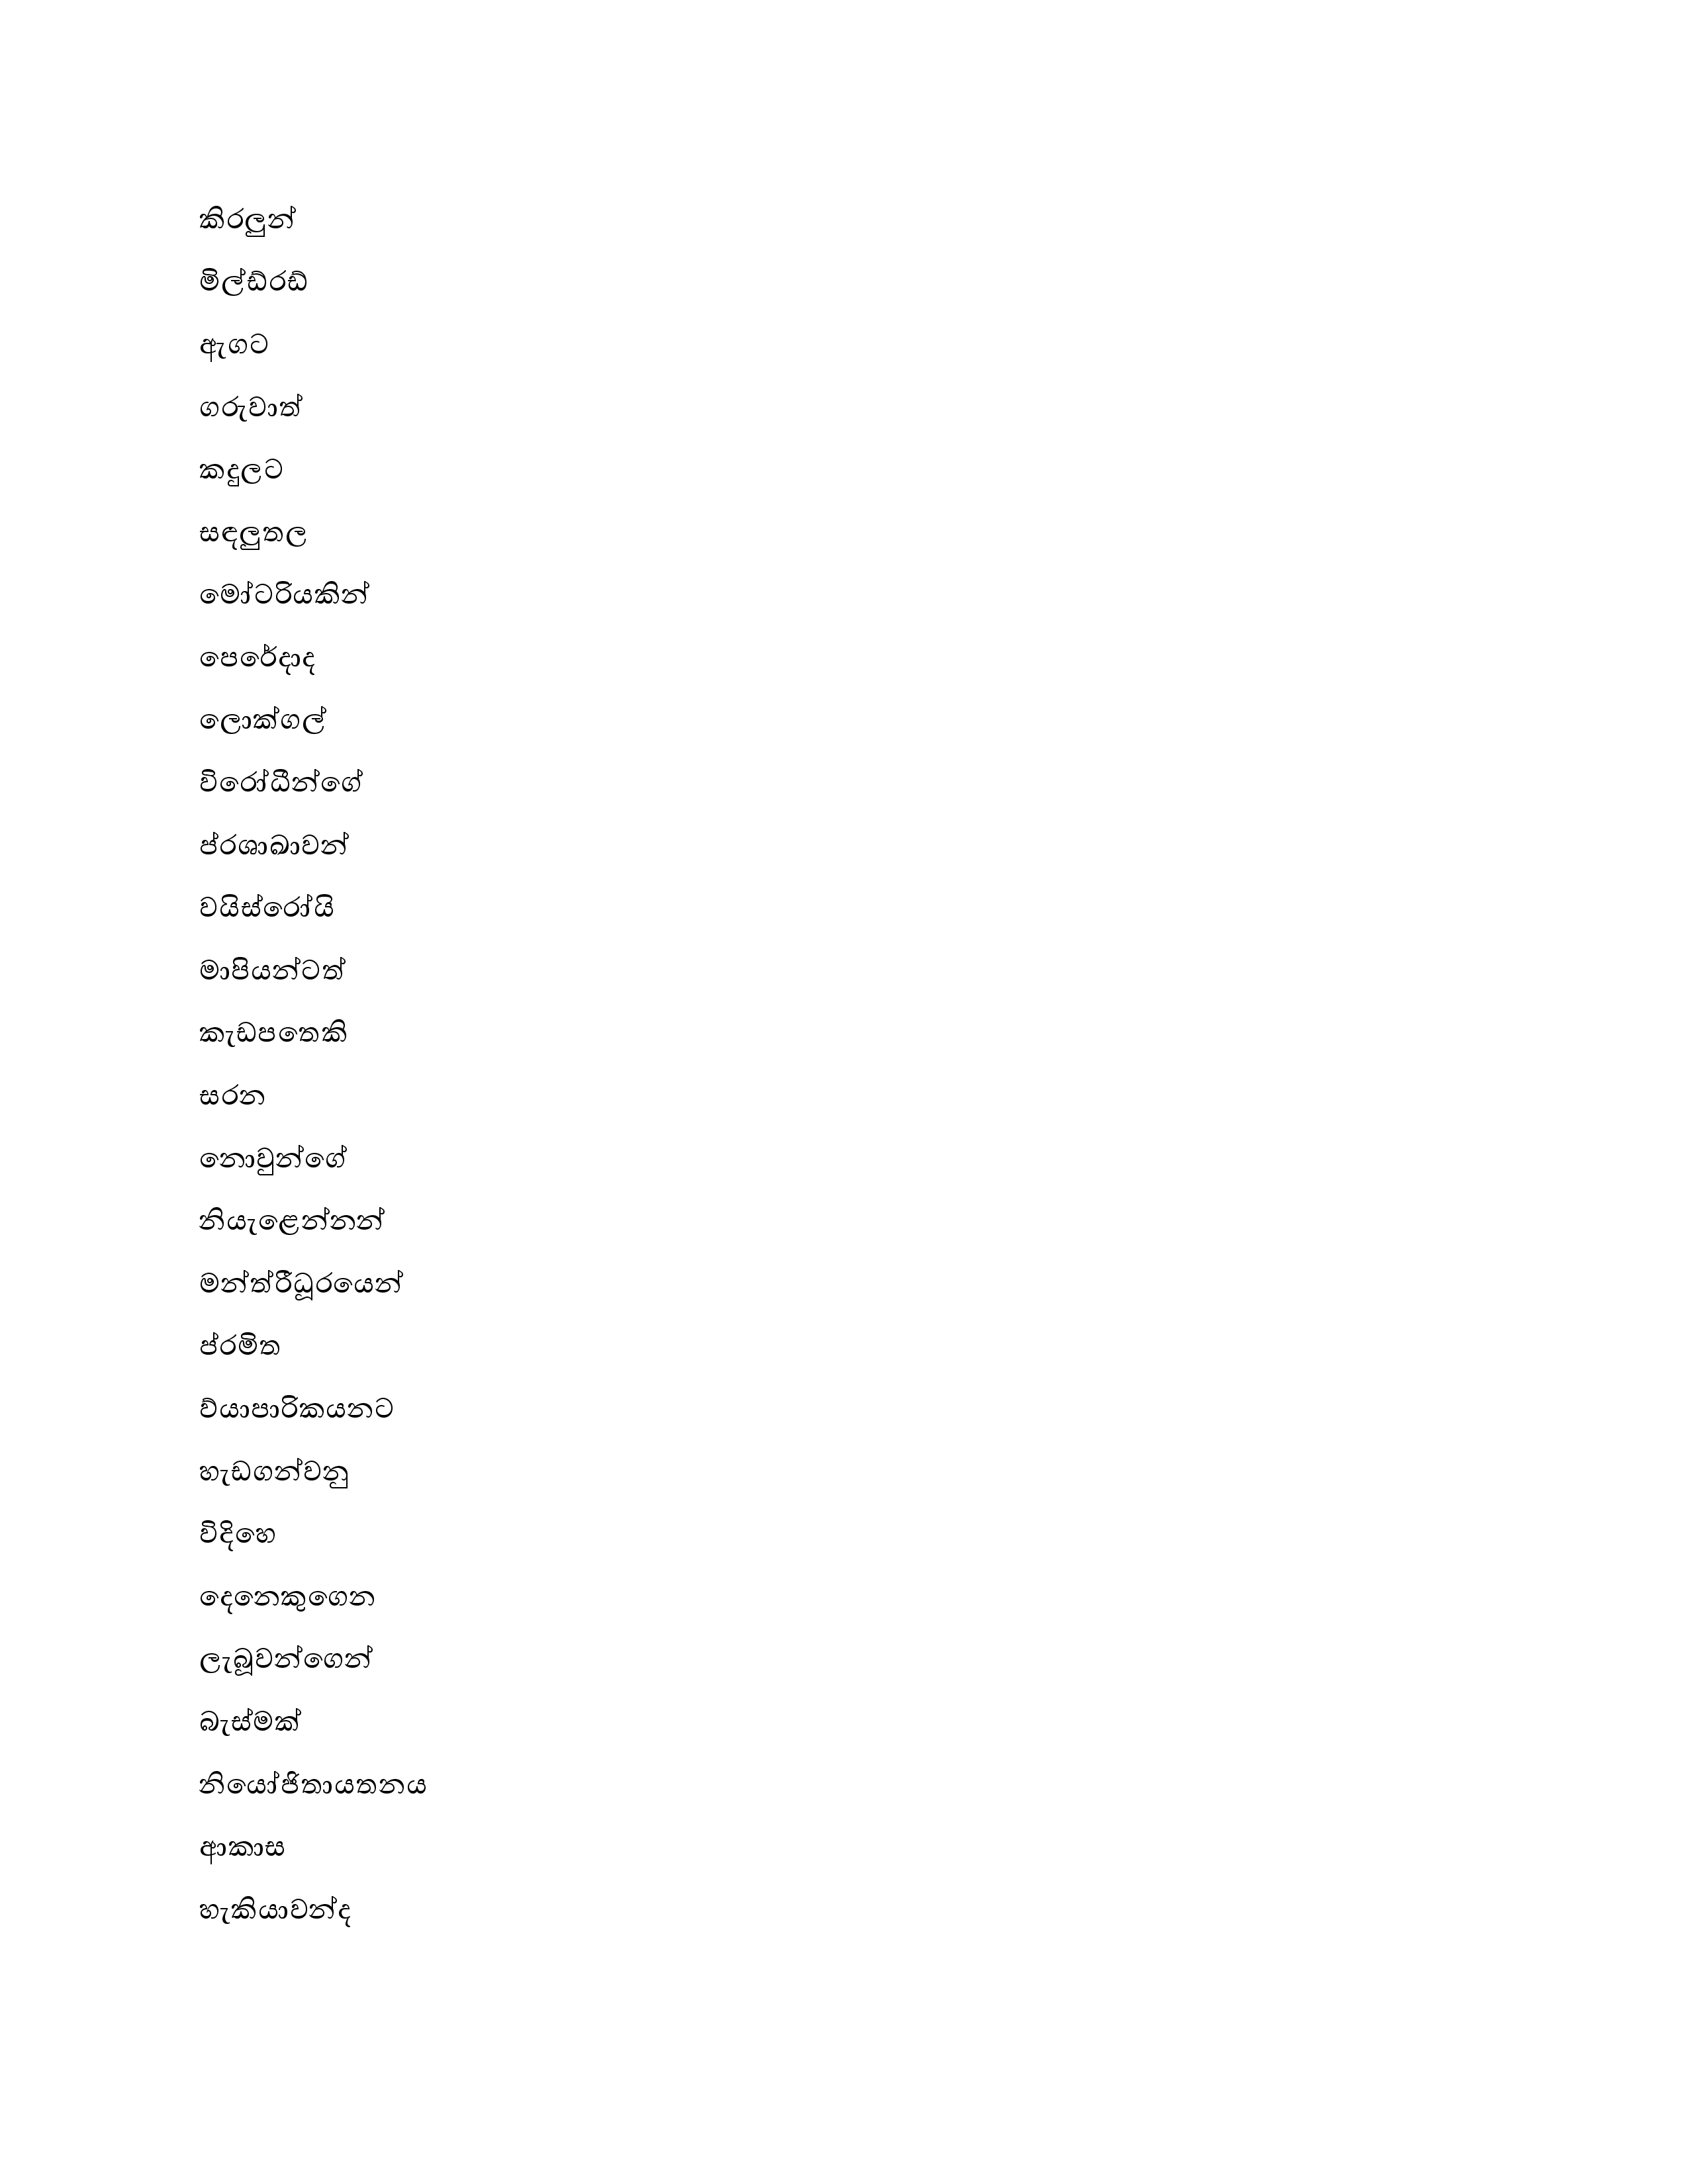 කිරලුන්
මිල්ඩ්රඩ්
ඇගට
ගරුවාත්
කදුලට
සඳලුතල
මෝටරියකින්
පෙරේදාද
ලොක්ගල්
විරෝධීන්ගේ
ප්රශාඛාවන්
වයිස්රෝයි
මාපියන්ටත්
කැඩපතෙකි
සරන
නොවුන්ගේ
නියැළෙන්නන්
මන්ත්රීධූරයෙන්
ප්රමිත
ව්යාපාරිකයනට
හැඩගන්වනු
විදිහෙ
දෙනෙකුගෙන
ලැබූවන්ගෙන්
බැස්මක්
නියෝජිතායතනය
ආකාස
හැකියාවන්ද